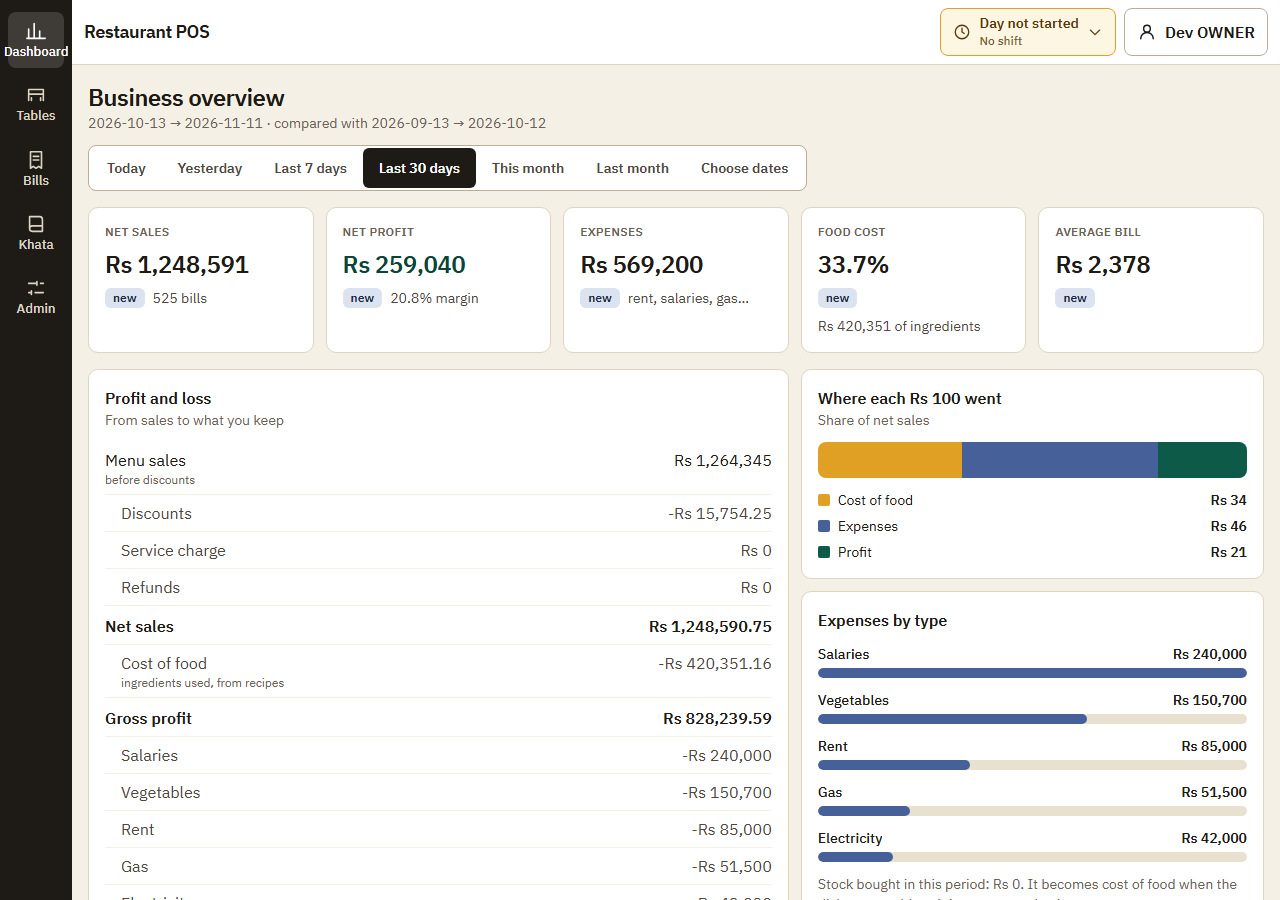 Dashboard
Tables
Bills
Khata
Admin
Restaurant POS
Day not started
No shift
Dev OWNER
Business overview
2026-10-13 → 2026-11-11 · compared with 2026-09-13 → 2026-10-12
Today
Yesterday
Last 7 days
Last 30 days
This month
Last month
Choose dates
NET SALES
Rs 1,248,591
new 525 bills
NET PROFIT
Rs 259,040
new 20.8% margin
EXPENSES
Rs 569,200
new rent, salaries, gas…
FOOD COST
33.7%
new
Rs 420,351 of ingredients
AVERAGE BILL
Rs 2,378
new
Profit and loss
From sales to what you keep
Menu sales Rs 1,264,345
before discounts
Discounts -Rs 15,754.25
Service charge Rs 0
Refunds Rs 0
Net sales Rs 1,248,590.75
Cost of food -Rs 420,351.16
ingredients used, from recipes
Gross profit Rs 828,239.59
Salaries -Rs 240,000
Vegetables -Rs 150,700
Rent -Rs 85,000
Gas -Rs 51,500
Where each Rs 100 went
Share of net sales
Cost of food Rs 34
Expenses Rs 46
Profit Rs 21
Expenses by type
Salaries Rs 240,000
Vegetables Rs 150,700
Rent Rs 85,000
Gas Rs 51,500
Electricity Rs 42,000
Stock bought in this period: Rs 0. It becomes cost of food when the